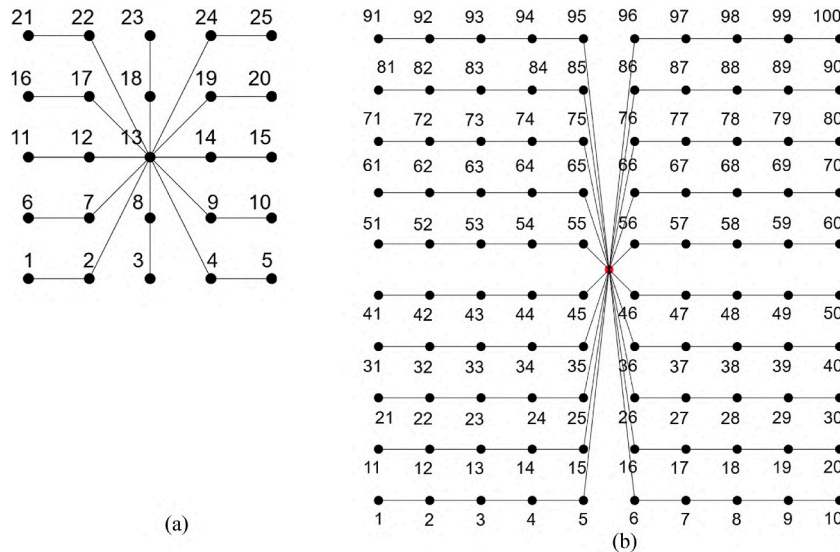 21 22 23 24 25
16 17 18 19 20
11 12 13 14 15
6 7 8 9 10
1 2 3 4 5
(a)
91 92 93 94 95 96 97 98 99 100
81 82 83 84 85 86 87 88 89 90
71 72 73 74 75 76 77 78 79 80
61 62 63 64 65 66 67 68 69 70
51 52 53 54 55 56 57 58 59 60
41 42 43 44 45 46 47 48 49 50
31 32 33 34 35 36 37 38 39 40
21 22 23 24 25 26 27 28 29 30
11 12 13 14 15 16 17 18 19 20
1 2 3 4 5 6 7 8 9 10
(b)